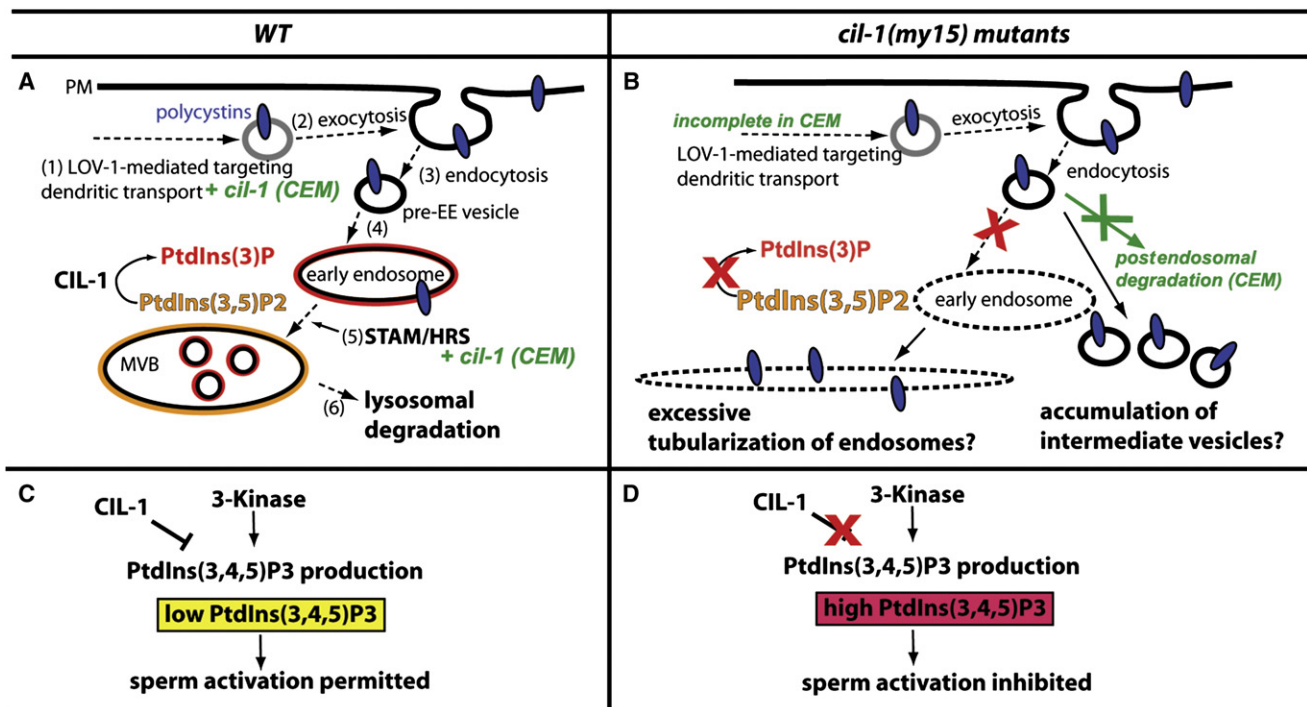 WT
cil-1(my15) mutants
A
PM
polycystins
(2) exocytosis
(1) LOV-1-mediated targeting
dendritic transport + cil-1 (CEM)
(3) endocytosis
pre-EE vesicle
(4)
PtdIns(3)P
CIL-1
PtdIns(3,5)P2
early endosome
(5) STAM/HRS
+ cil-1 (CEM)
MVB
(6)
lysosomal
degradation
B
incomplete in CEM
exocytosis
LOV-1-mediated targeting
dendritic transport
endocytosis
postendosomal
degradation (CEM)
PtdIns(3)P
PtdIns(3,5)P2
early endosome
excessive
tubularization of endosomes?
accumulation of
intermediate vesicles?
C
CIL-1
3-Kinase
PtdIns(3,4,5)P3 production
low PtdIns(3,4,5)P3
sperm activation permitted
D
CIL-1
3-Kinase
PtdIns(3,4,5)P3 production
high PtdIns(3,4,5)P3
sperm activation inhibited